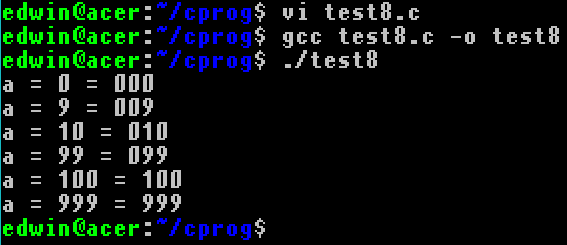 edwin@acer:~/cprog$ vi test8.c
edwin@acer:~/cprog$ gcc test8.c -o test8
edwin@acer:~/cprog$ ./test8
a = 0 = 000
a = 9 = 009
a = 10 = 010
a = 99 = 099
a = 100 = 100
a = 999 = 999
edwin@acer:~/cprog$